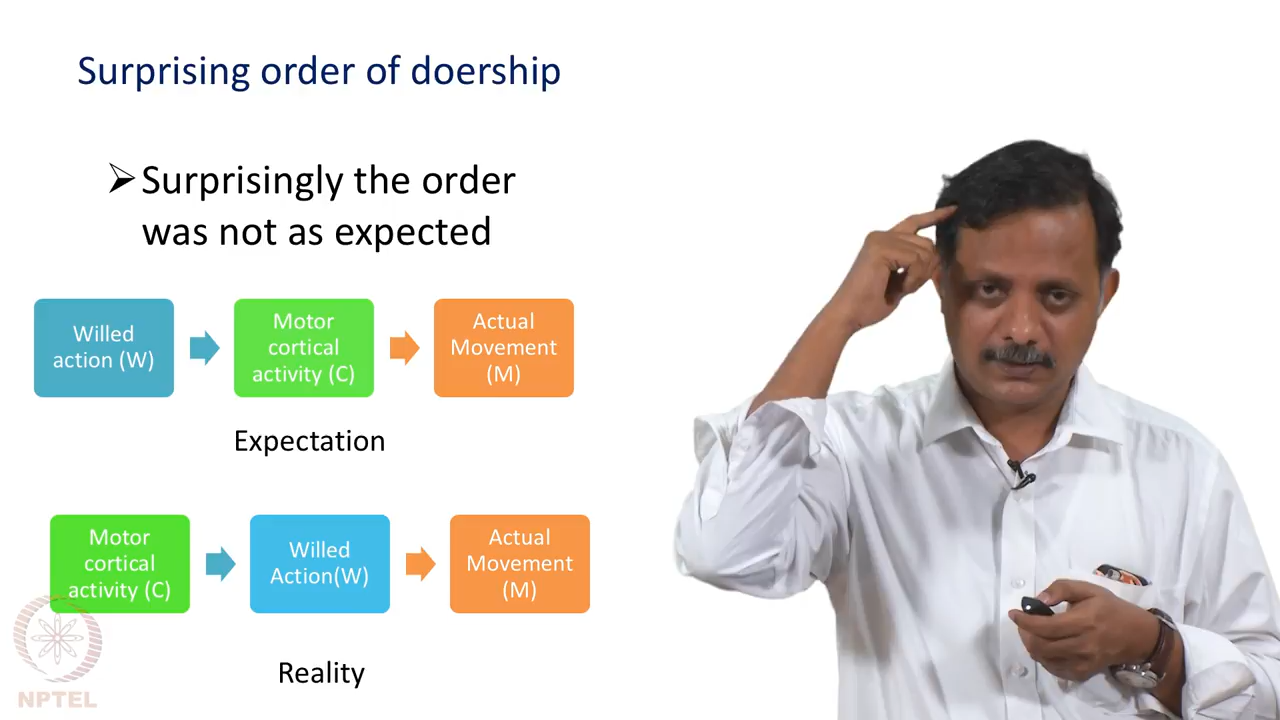 Surprising order of doership
➢ Surprisingly the order
was not as expected
Willed
action (W)
Motor
cortical
activity (C)
Actual
Movement
(M)
Expectation
Motor
cortical
activity (C)
Willed
Action(W)
Actual
Movement
(M)
Reality
NPTEL